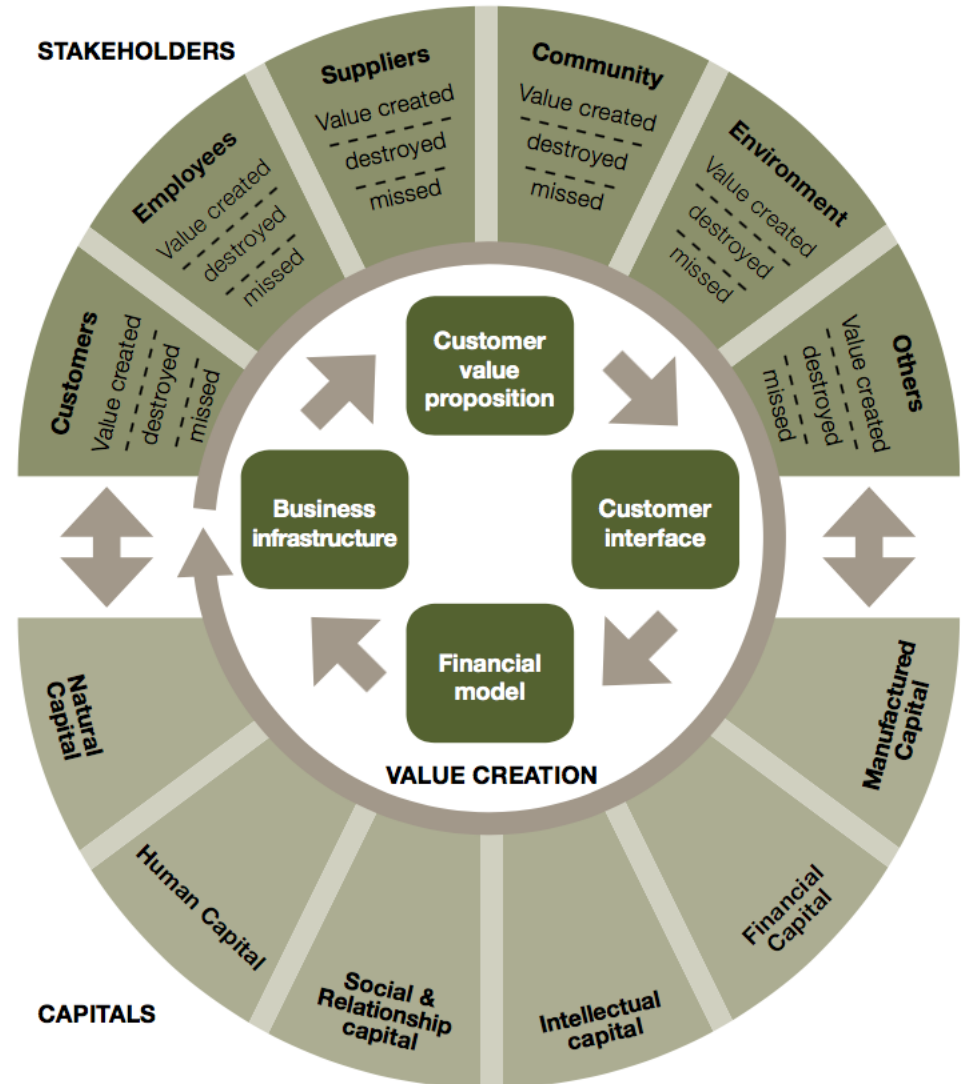 STAKEHOLDERS
Customers
Value created
destroyed
missed
Employees
Value created
destroyed
missed
Suppliers
Value created
destroyed
missed
Community
Value created
destroyed
missed
Environment
Value created
destroyed
missed
Others
Value created
destroyed
missed
Customer
value
proposition
Business
infrastructure
Customer
interface
Financial
model
VALUE CREATION
Natural
Capital
Human Capital
Social &
Relationship
capital
Intellectual
capital
Financial
Capital
Manufactured
Capital
CAPITALS